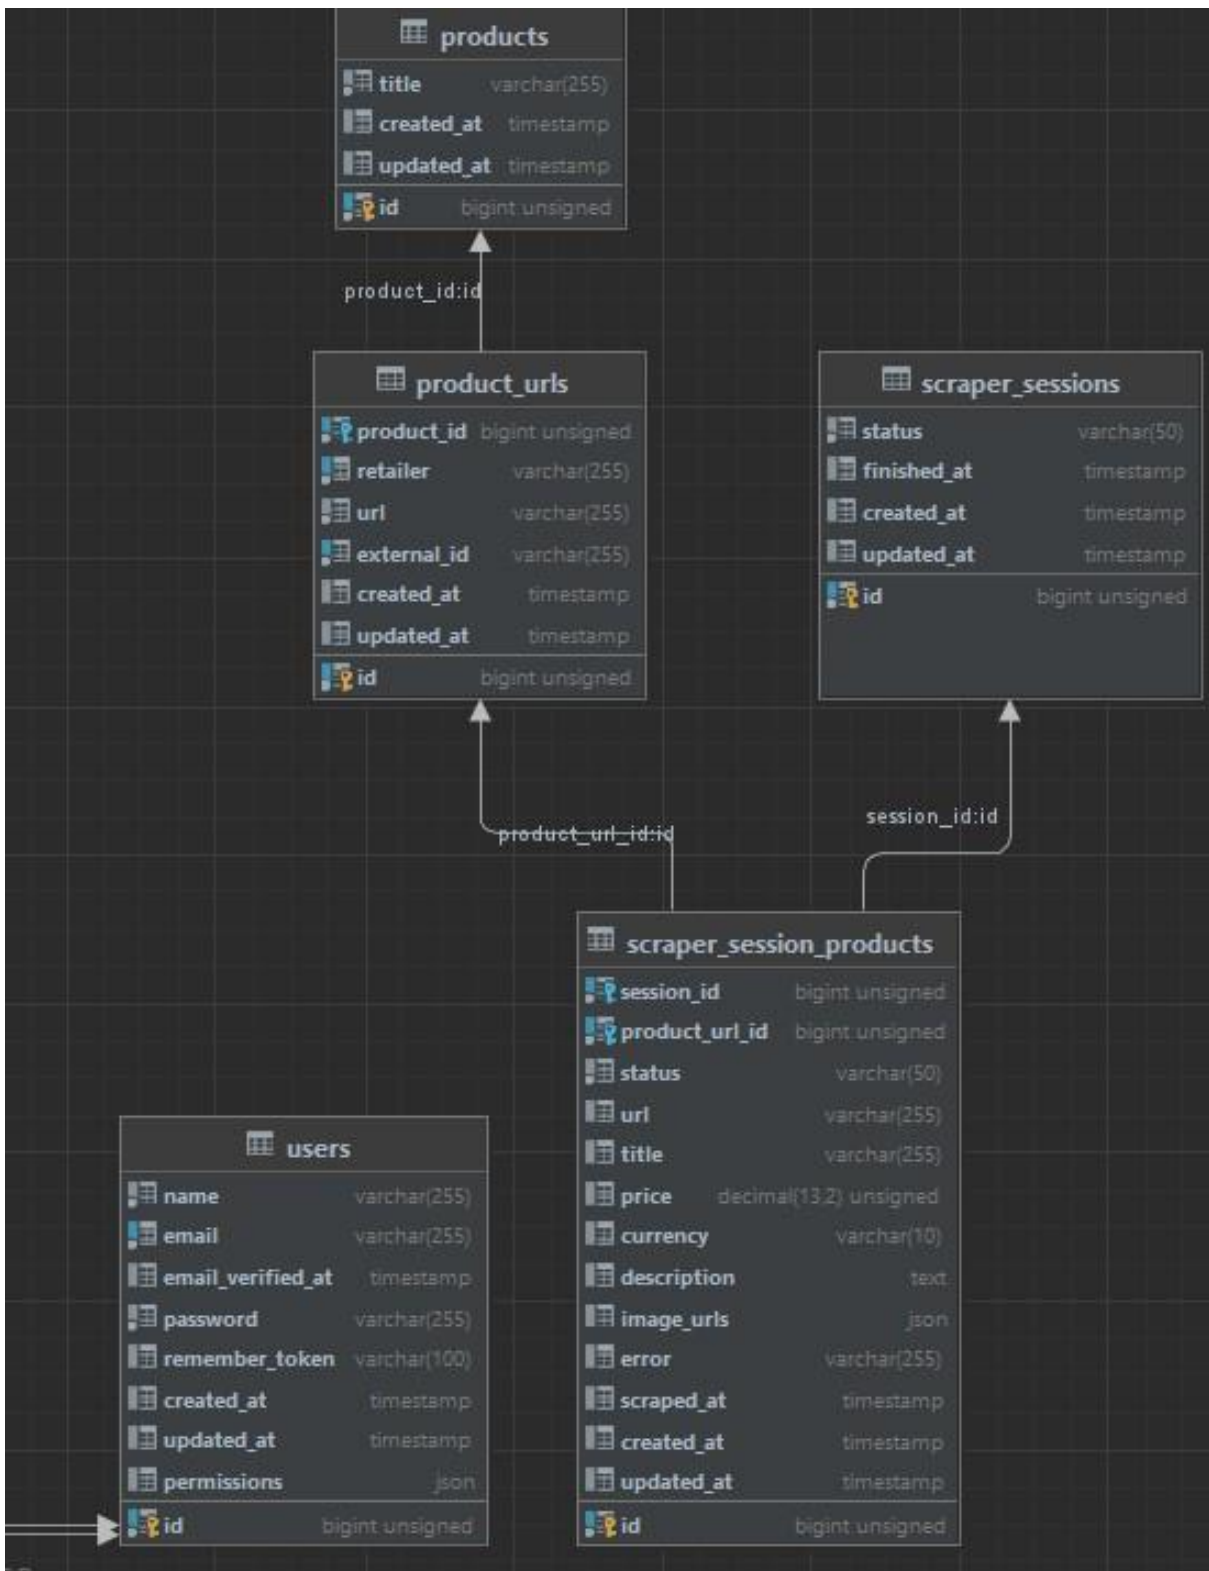 products
title varchar(255)
created_at timestamp
updated_at timestamp
id bigint unsigned
product_id:id
product_urls
product_id bigint unsigned
retailer varchar(255)
url varchar(255)
external_id varchar(255)
created_at timestamp
updated_at timestamp
id bigint unsigned
scraper_sessions
status varchar(50)
finished_at timestamp
created_at timestamp
updated_at timestamp
id bigint unsigned
product_url_id:id
session_id:id
scraper_session_products
session_id bigint unsigned
product_url_id bigint unsigned
status varchar(50)
url varchar(255)
title varchar(255)
price decimal(13,2) unsigned
currency varchar(10)
description text
image_urls json
error varchar(255)
scraped_at timestamp
created_at timestamp
updated_at timestamp
id bigint unsigned
users
name varchar(255)
email varchar(255)
email_verified_at timestamp
password varchar(255)
remember_token varchar(100)
created_at timestamp
updated_at timestamp
permissions json
id bigint unsigned